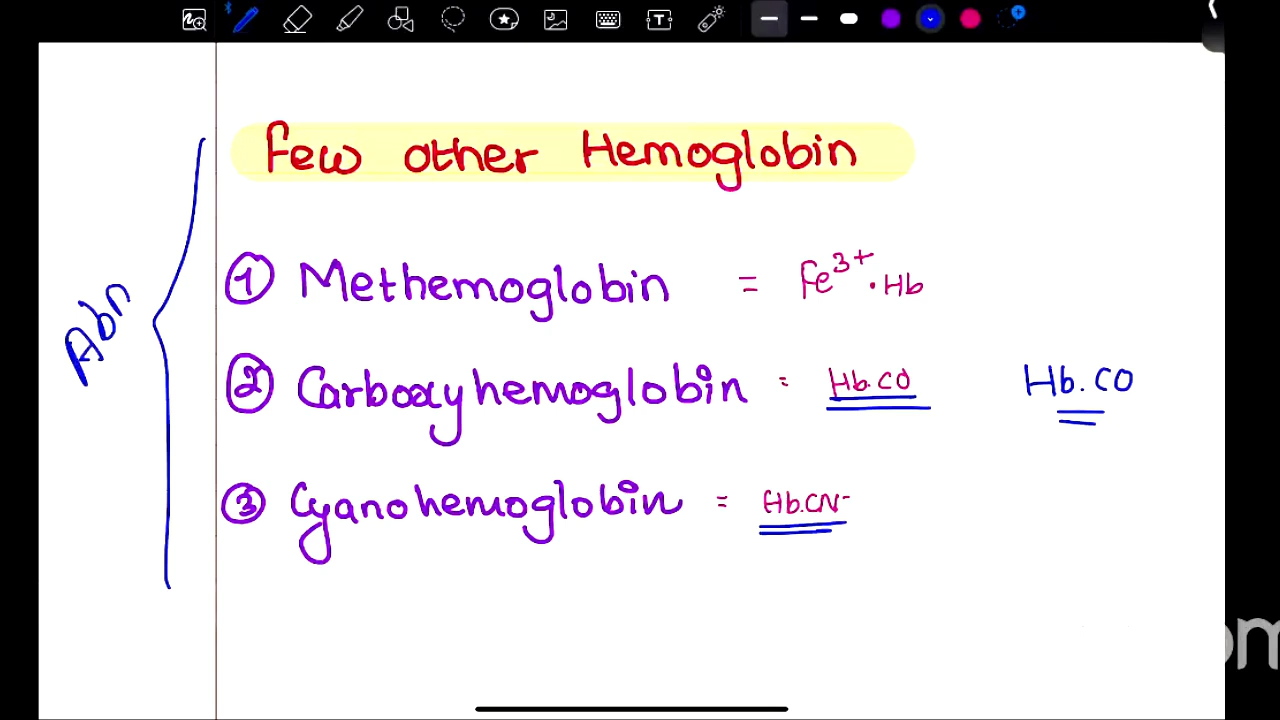 Few other Hemoglobin
Abn
① Methemoglobin = Fe³⁺·Hb
② Carboxyhemoglobin = Hb.CO Hb.CO
③ Cyanohemoglobin = Hb.CN⁻